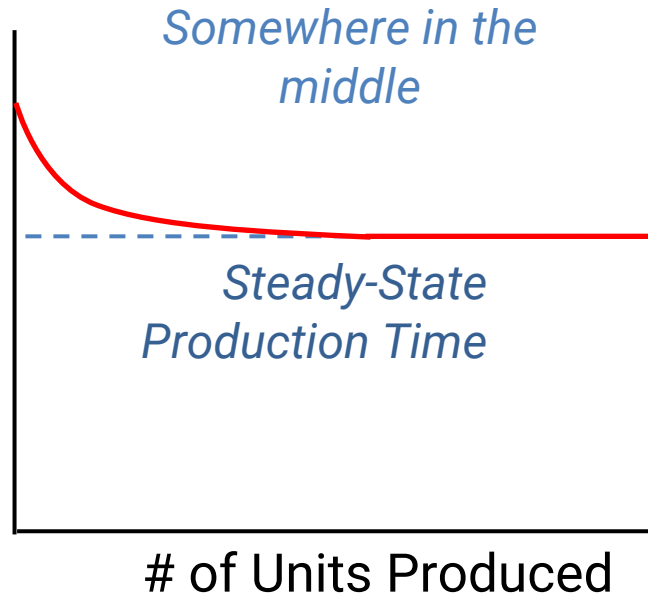 Somewhere in the
middle
Steady-State
Production Time
# of Units Produced